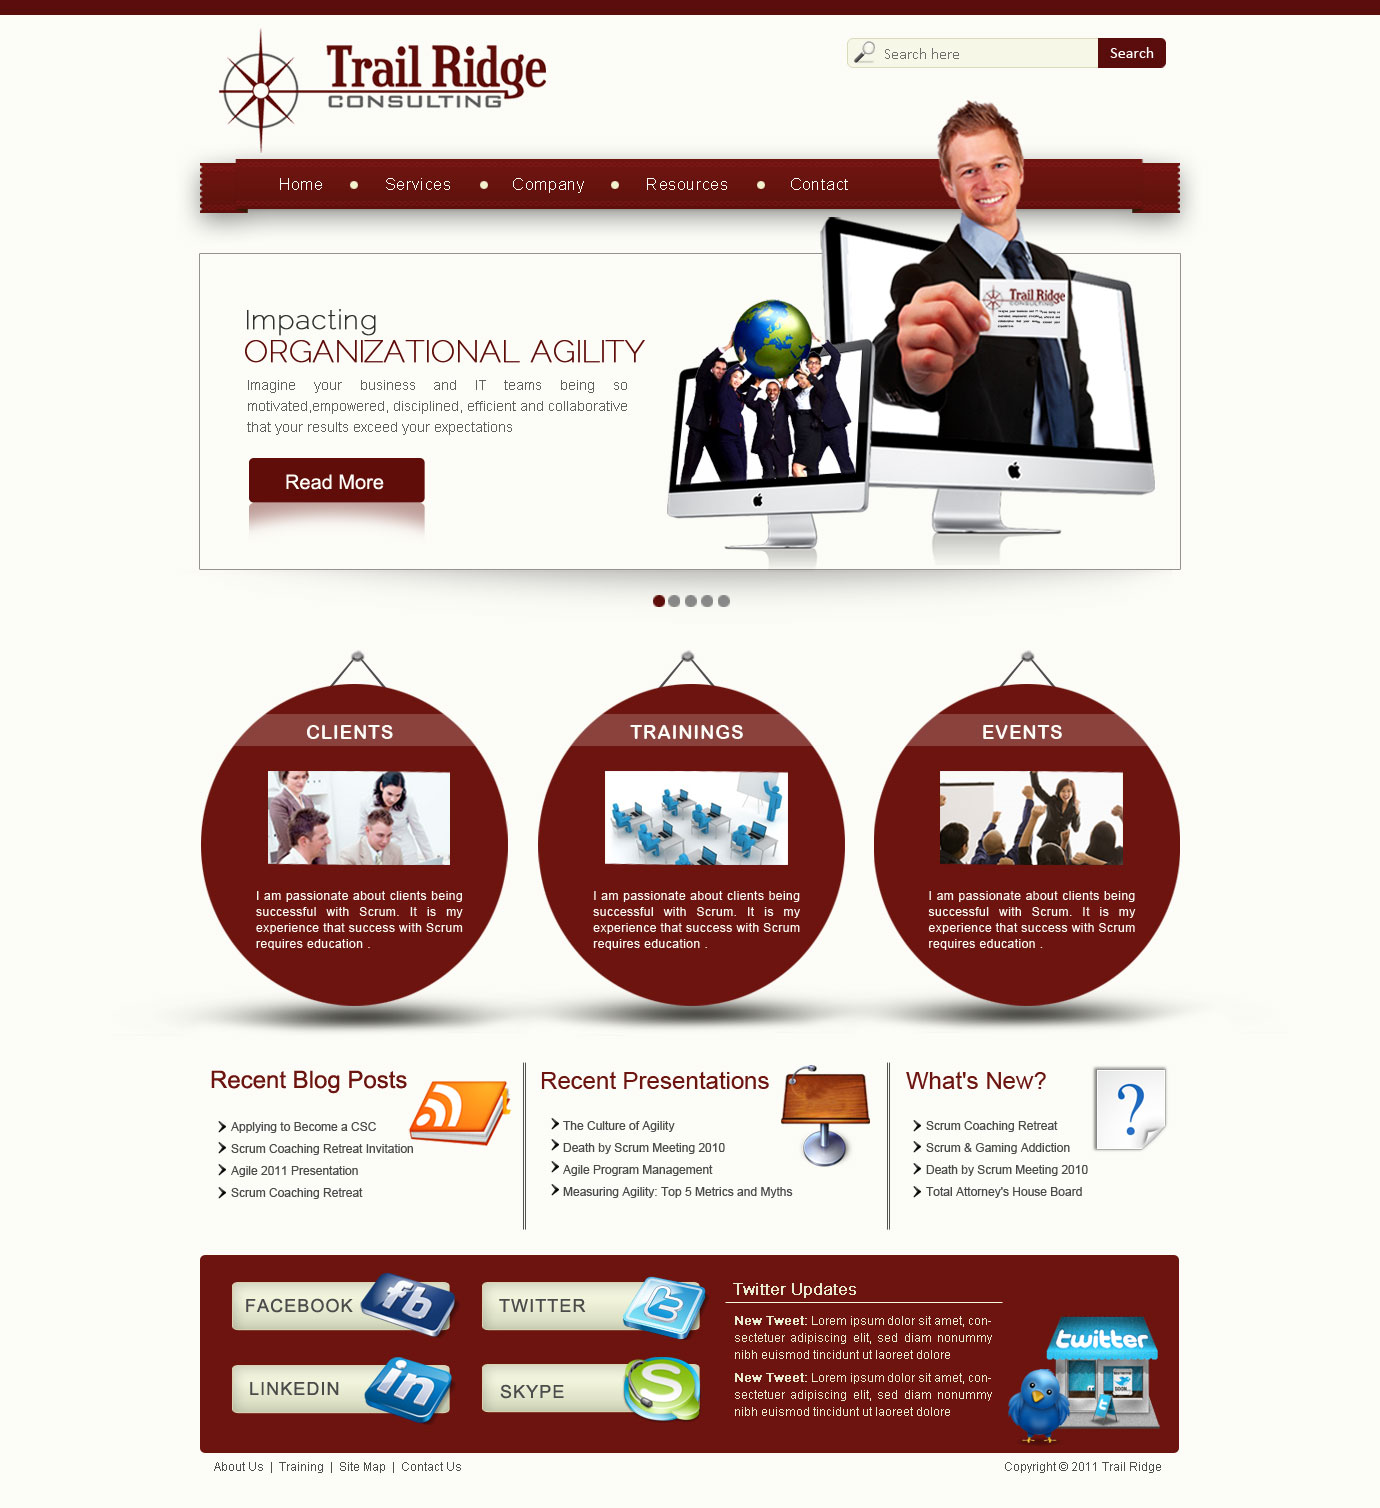 Trail Ridge
CONSULTING
Search here
Search
Home
Services
Company
Resources
Contact
Trail Ridge
CONSULTING
Impacting
ORGANIZATIONAL AGILITY
Imagine your business and IT teams being so
motivated,empowered, disciplined, efficient and collaborative
that your results exceed your expectations
Read More
CLIENTS
I am passionate about clients being
successful with Scrum. It is my
experience that success with Scrum
requires education .
TRAININGS
I am passionate about clients being
successful with Scrum. It is my
experience that success with Scrum
requires education .
EVENTS
I am passionate about clients being
successful with Scrum. It is my
experience that success with Scrum
requires education .
Recent Blog Posts
Applying to Become a CSC
Scrum Coaching Retreat Invitation
Agile 2011 Presentation
Scrum Coaching Retreat
Recent Presentations
The Culture of Agility
Death by Scrum Meeting 2010
Agile Program Management
Measuring Agility: Top 5 Metrics and Myths
What's New?
Scrum Coaching Retreat
Scrum & Gaming Addiction
Death by Scrum Meeting 2010
Total Attorney's House Board
?
FACEBOOK
fb
TWITTER
t
LINKEDIN
in
SKYPE
S
Twitter Updates
New Tweet: Lorem ipsum dolor sit amet, con-
sectetuer adipiscing elit, sed diam nonummy
nibh euismod tincidunt ut laoreet dolore
New Tweet: Lorem ipsum dolor sit amet, con-
sectetuer adipiscing elit, sed diam nonummy
nibh euismod tincidunt ut laoreet dolore
twitter
SOON
t
About Us | Training | Site Map | Contact Us
Copyright © 2011 Trail Ridge